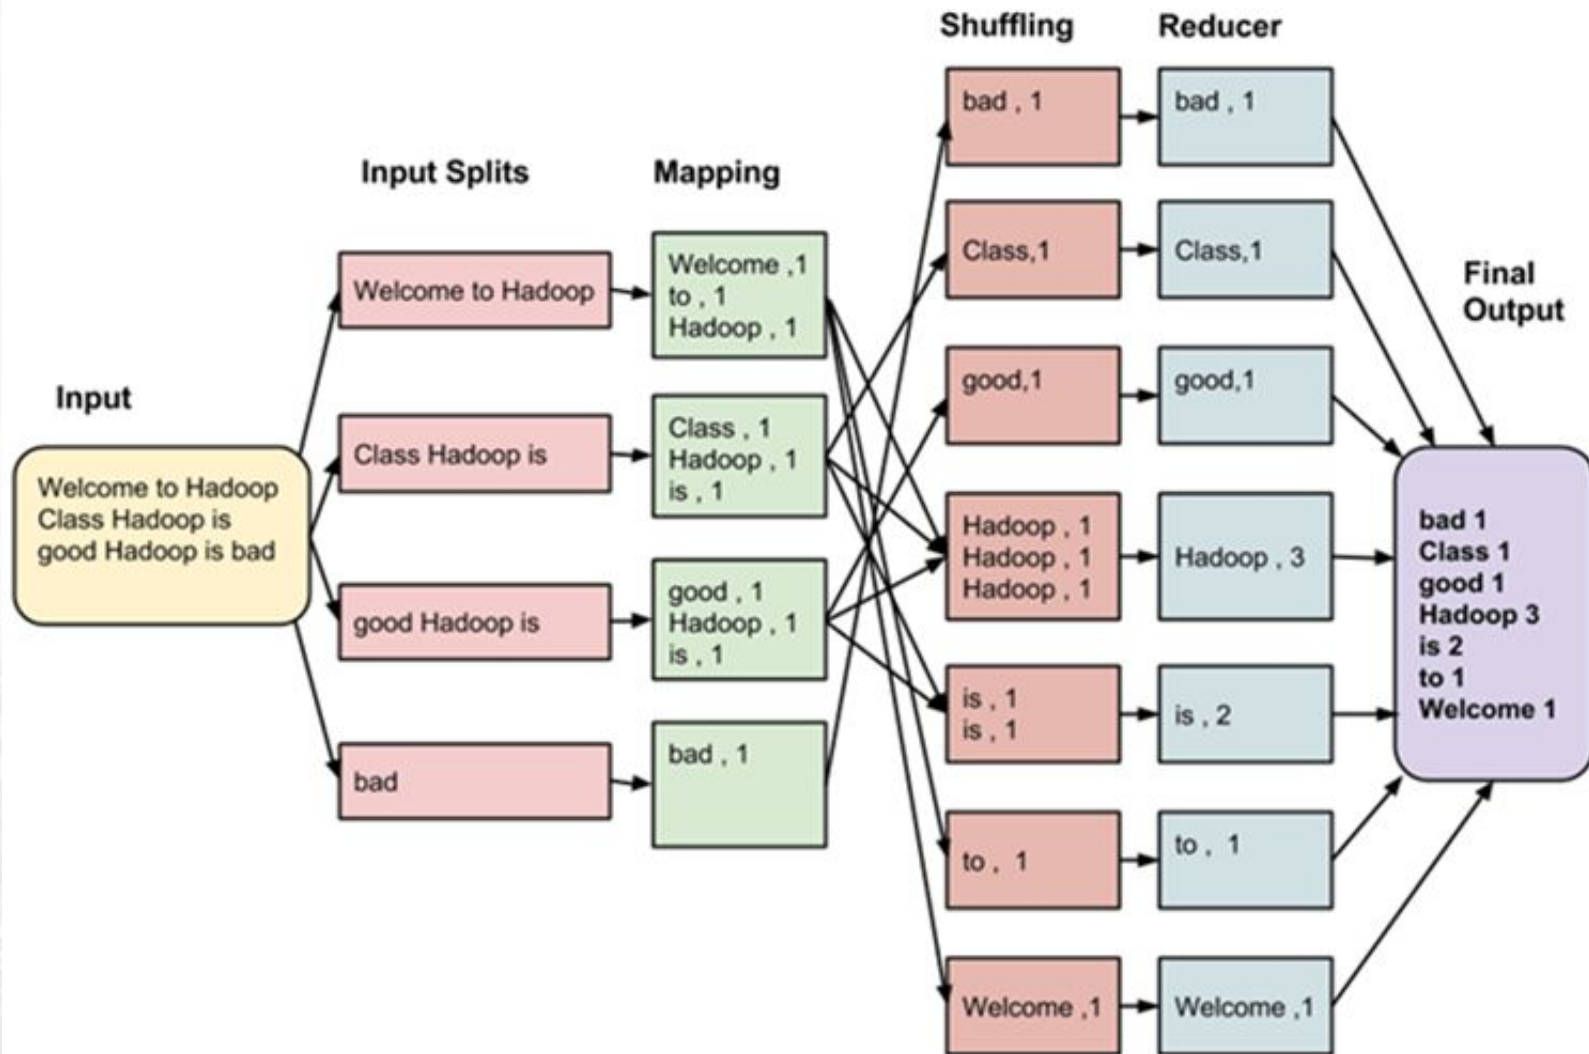 Input
Welcome to Hadoop
Class Hadoop is
good Hadoop is bad
Input Splits
Welcome to Hadoop
Class Hadoop is
good Hadoop is
bad
Mapping
Welcome ,1
to , 1
Hadoop , 1
Class , 1
Hadoop , 1
is , 1
good , 1
Hadoop , 1
is , 1
bad , 1
Shuffling
bad , 1
Class,1
good,1
Hadoop , 1
Hadoop , 1
Hadoop , 1
is , 1
is , 1
to , 1
Welcome ,1
Reducer
bad , 1
Class,1
good,1
Hadoop , 3
is , 2
to , 1
Welcome ,1
Final
Output
bad 1
Class 1
good 1
Hadoop 3
is 2
to 1
Welcome 1